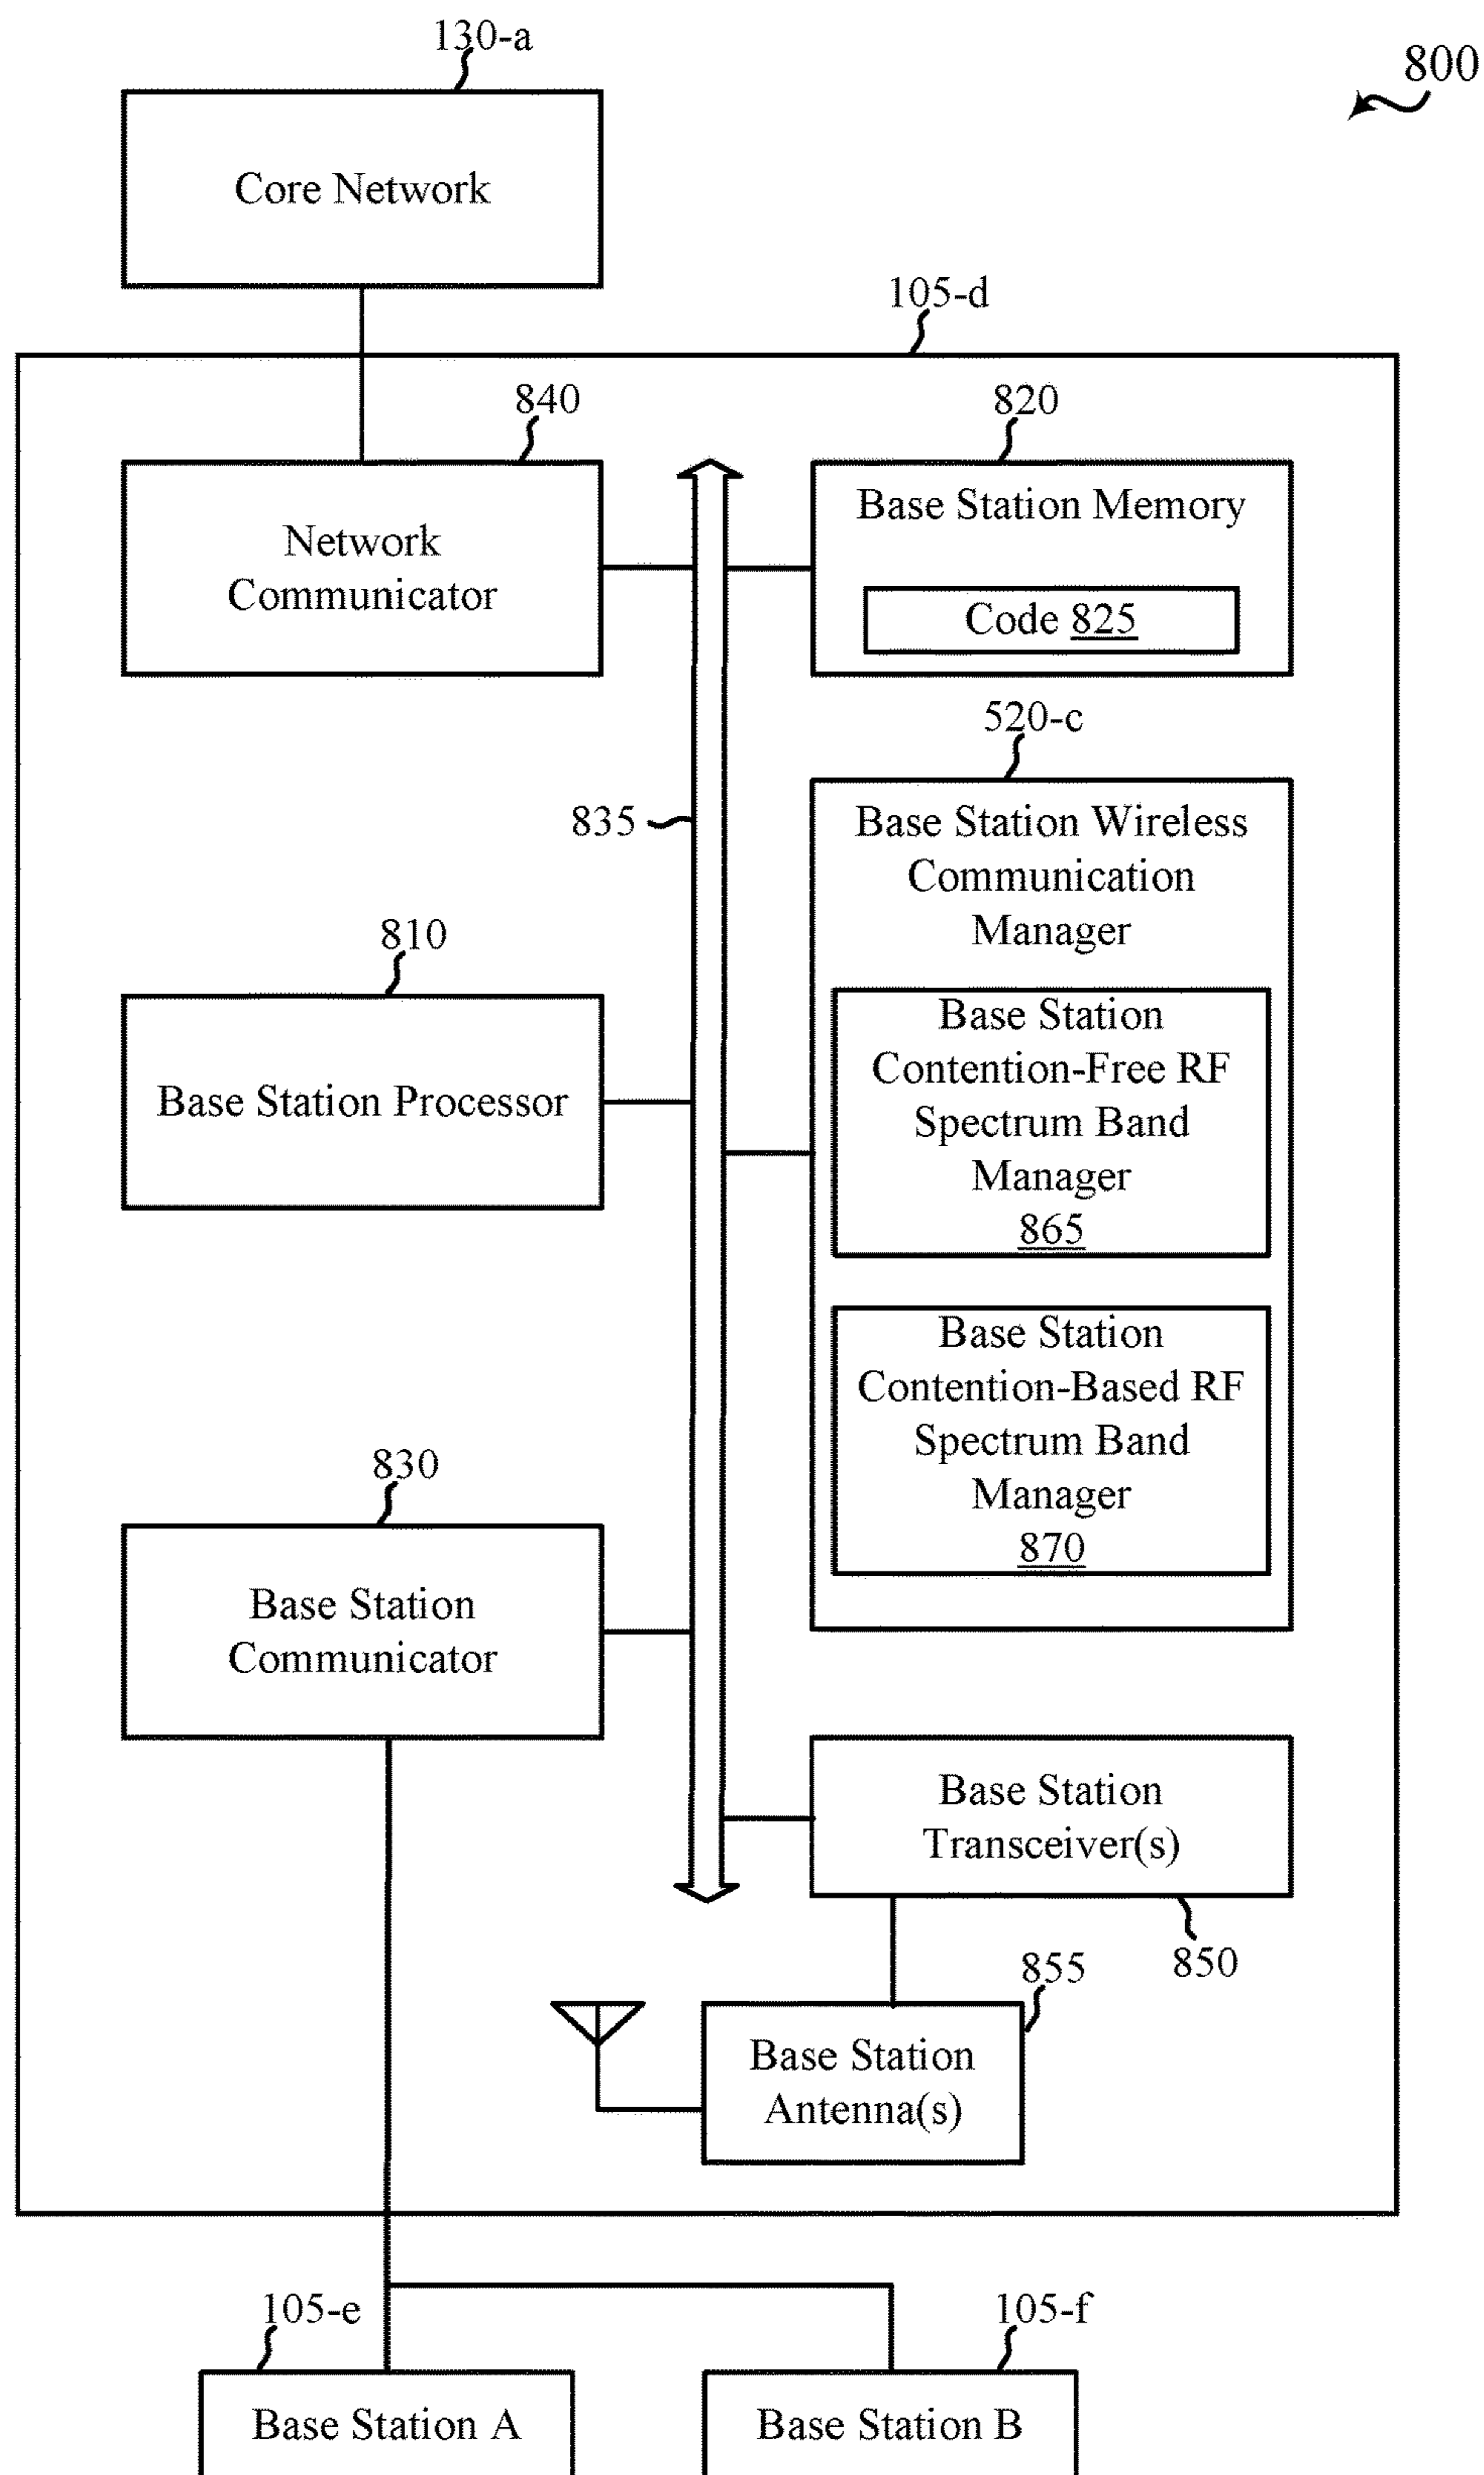 130-a
800
Core Network
105-d
840
820
Network
Communicator
Base Station Memory
Code 825
520-c
835
Base Station Wireless
Communication
Manager
810
Base Station Processor
Base Station
Contention-Free RF
Spectrum Band
Manager
865
Base Station
Contention-Based RF
Spectrum Band
Manager
870
830
Base Station
Communicator
Base Station
Transceiver(s)
850
855
Base Station
Antenna(s)
105-e
105-f
Base Station A
Base Station B